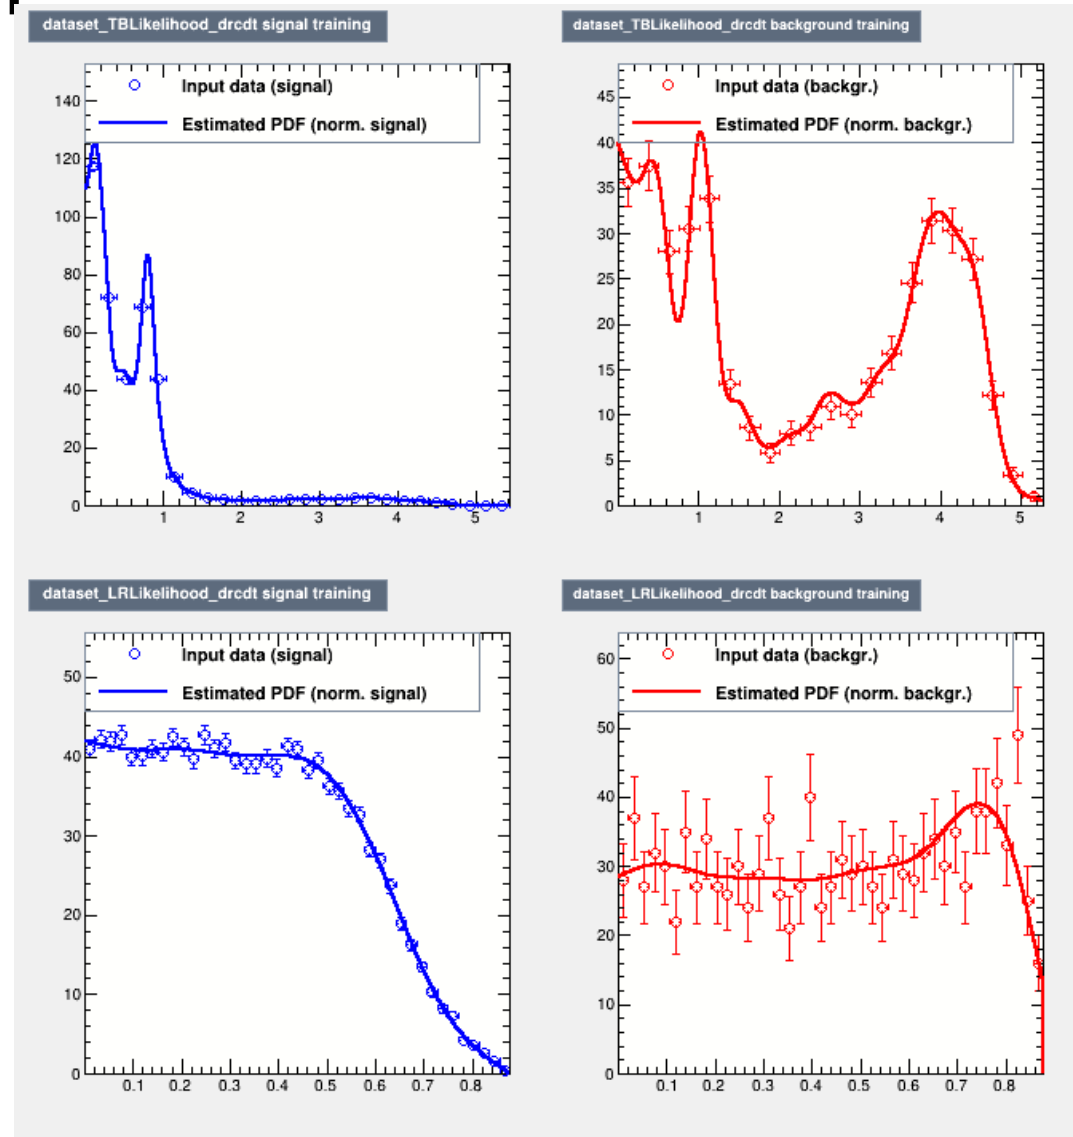 dataset_TBLikelihood_drcdt signal training
Input data (signal)
Estimated PDF (norm. signal)
140
120
100
80
60
40
20
0
1 2 3 4 5
dataset_TBLikelihood_drcdt background training
Input data (backgr.)
Estimated PDF (norm. backgr.)
45
40
35
30
25
20
15
10
5
0
1 2 3 4 5
dataset_LRLikelihood_drcdt signal training
Input data (signal)
Estimated PDF (norm. signal)
50
40
30
20
10
0
0.1 0.2 0.3 0.4 0.5 0.6 0.7 0.8
dataset_LRLikelihood_drcdt background training
Input data (backgr.)
Estimated PDF (norm. backgr.)
60
50
40
30
20
10
0
0.1 0.2 0.3 0.4 0.5 0.6 0.7 0.8